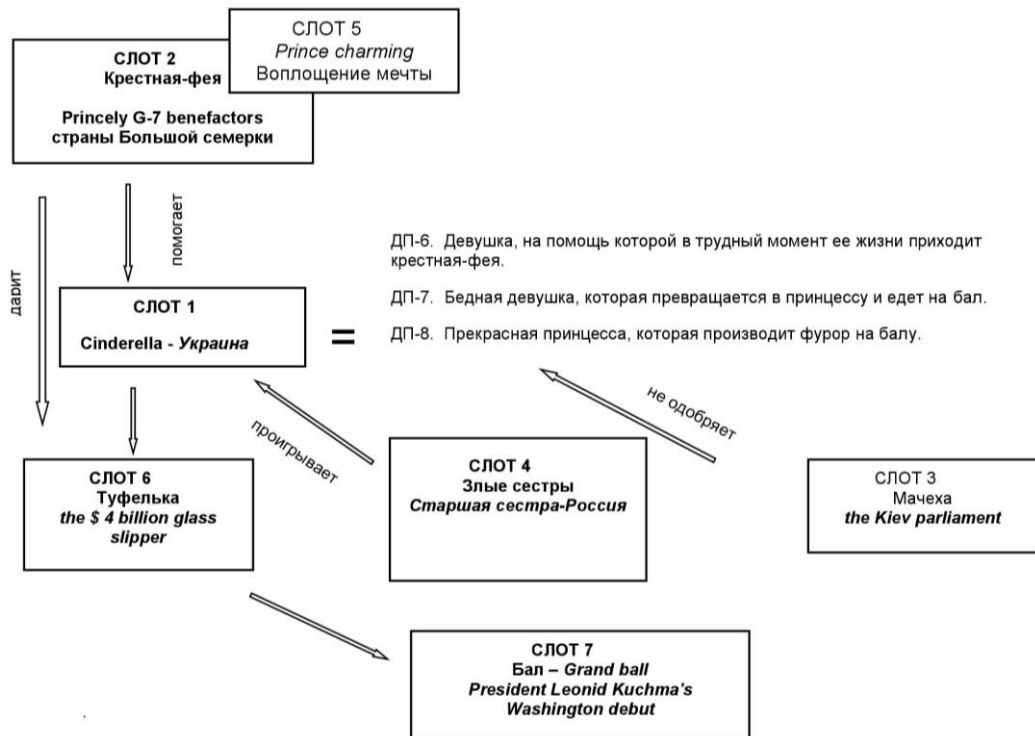 СЛОТ 5
Prince charming
Воплощение мечты
СЛОТ 2
Крестная-фея
Princely G-7 benefactors
страны Большой семерки
дарит
помогает
ДП-6. Девушка, на помощь которой в трудный момент ее жизни приходит
крестная-фея.
ДП-7. Бедная девушка, которая превращается в принцессу и едет на бал.
ДП-8. Прекрасная принцесса, которая производит фурор на балу.
СЛОТ 1
Cinderella - Украина
=
проигрывает
не одобряет
СЛОТ 6
Туфелька
the $ 4 billion glass
slipper
СЛОТ 4
Злые сестры
Старшая сестра-Россия
СЛОТ 3
Мачеха
the Kiev parliament
СЛОТ 7
Бал – Grand ball
President Leonid Kuchma's
Washington debut